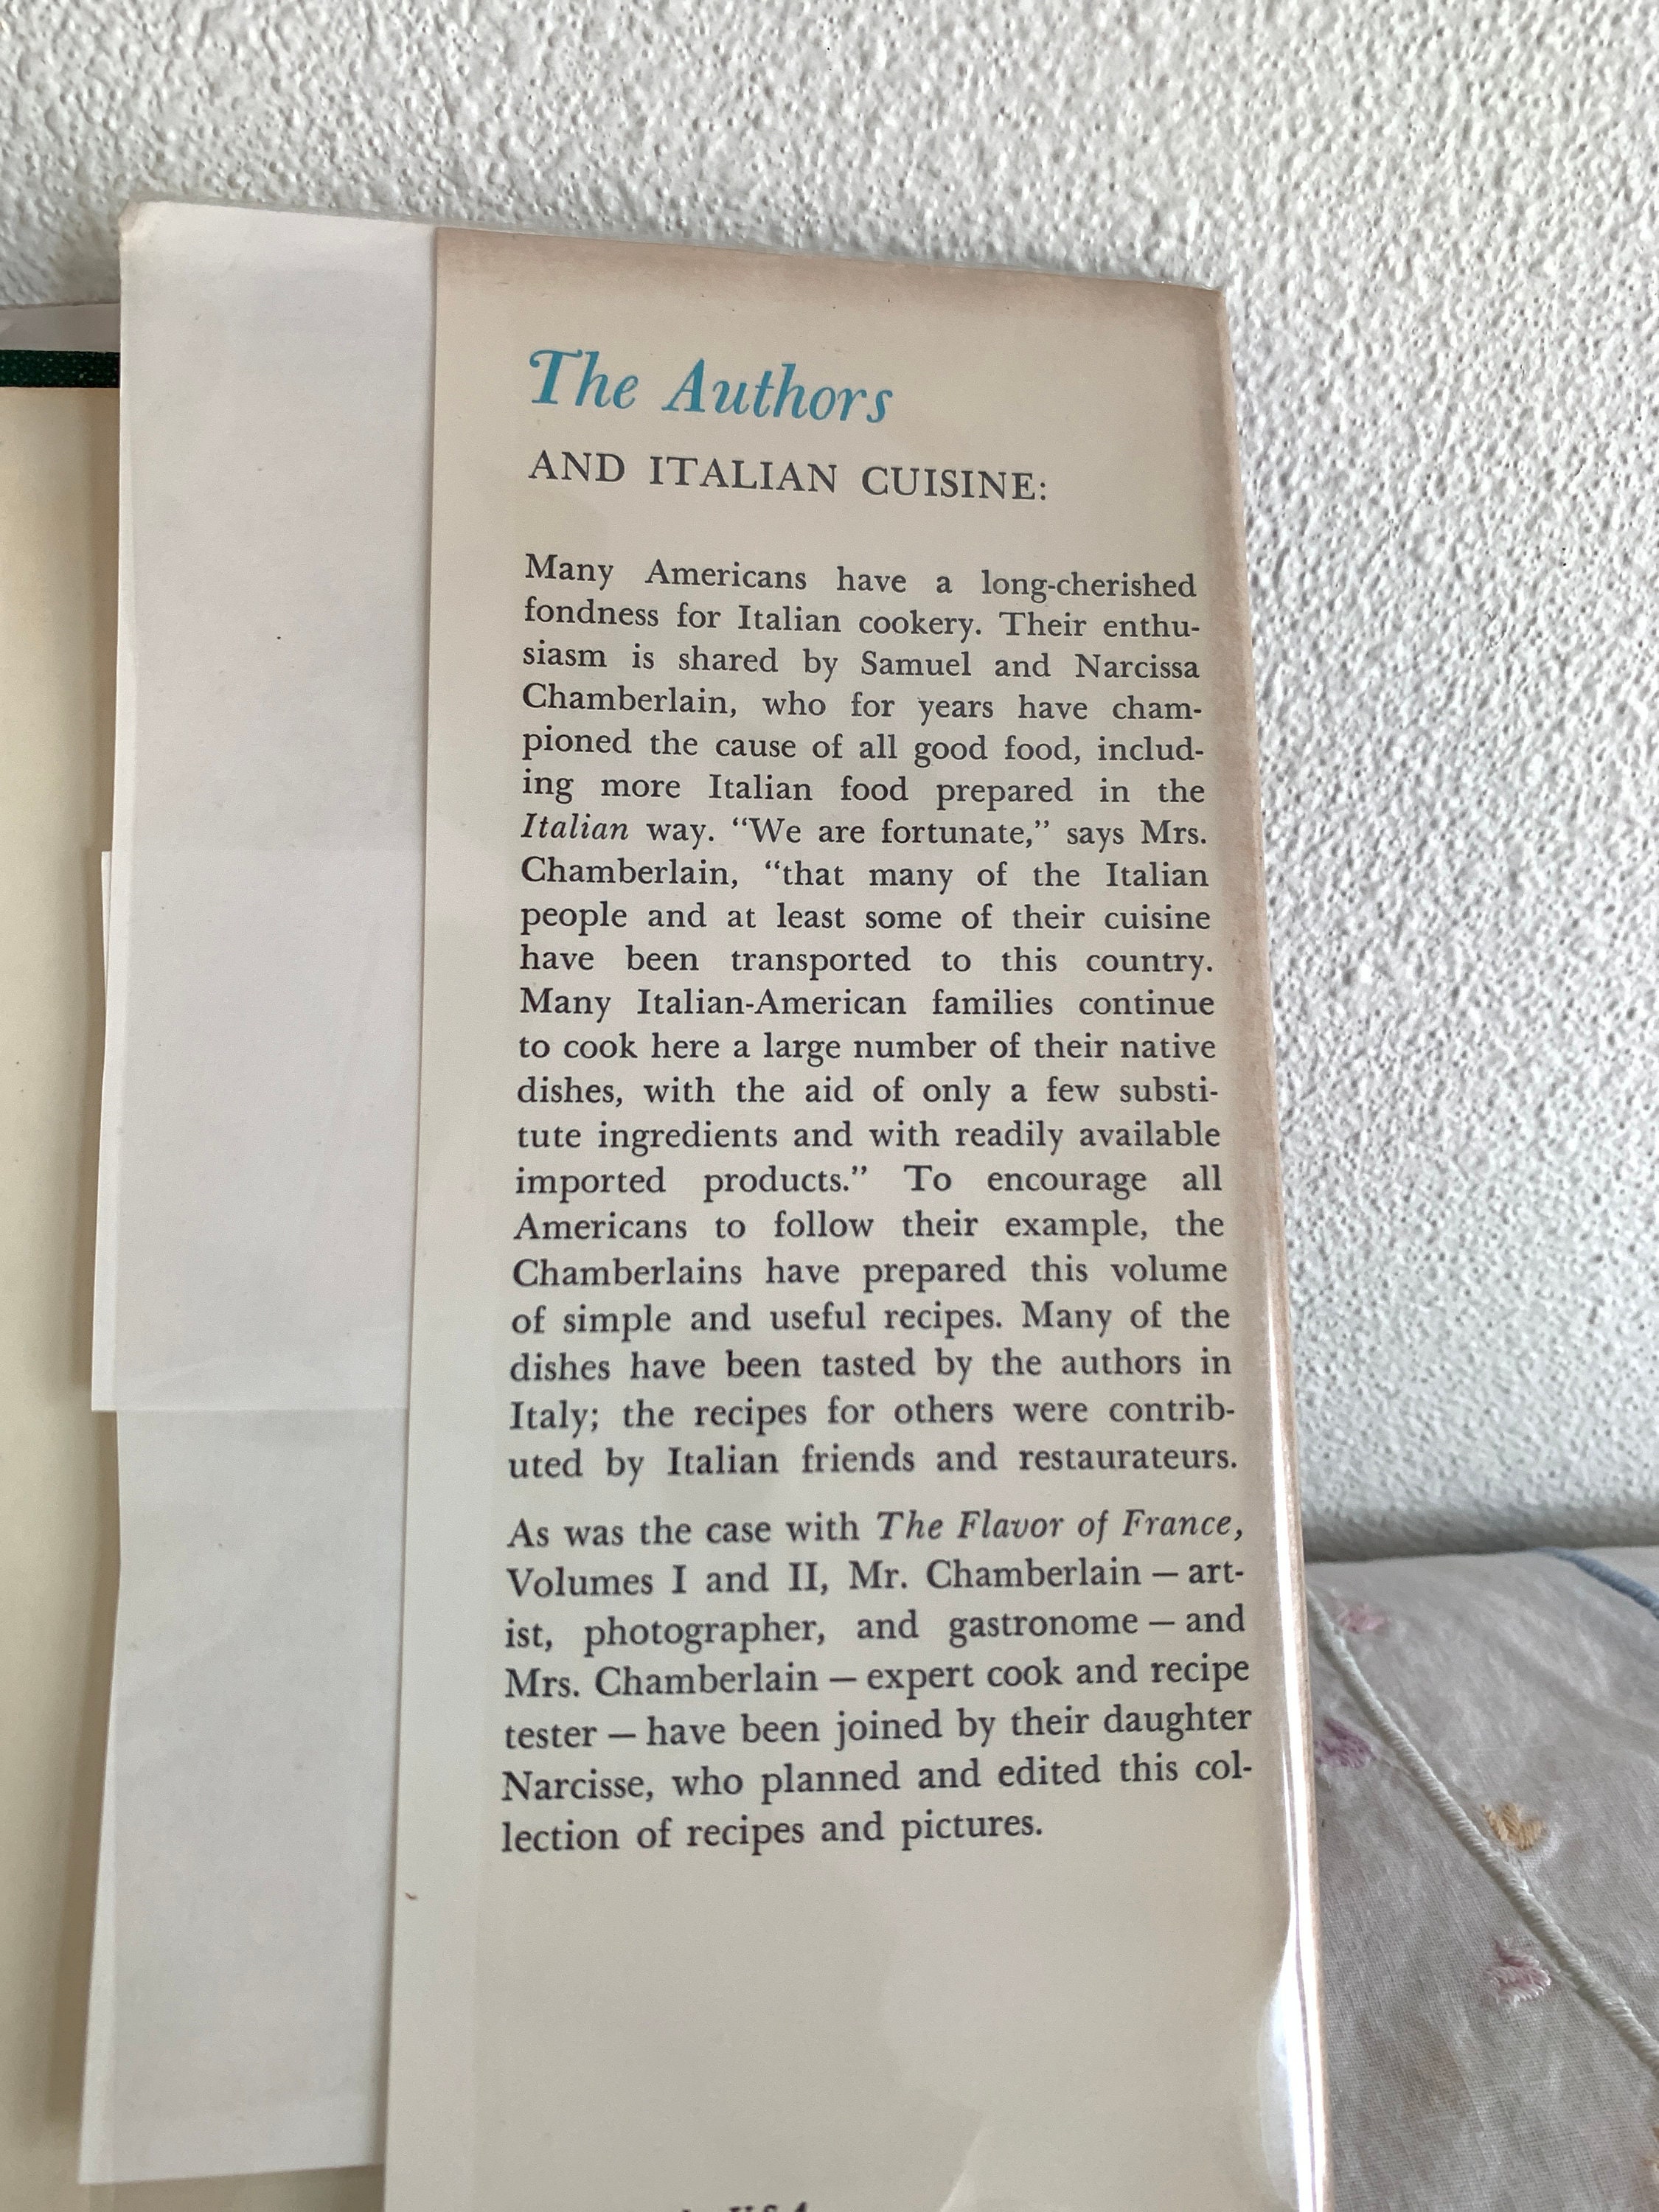 The Authors
AND ITALIAN CUISINE:
Many Americans have a long-cherished
fondness for Italian cookery. Their enthu-
siasm is shared by Samuel and Narcissa
Chamberlain, who for years have cham-
pioned the cause of all good food, includ-
ing more Italian food prepared in the
Italian way. “We are fortunate,” says Mrs.
Chamberlain, “that many of the Italian
people and at least some of their cuisine
have been transported to this country.
Many Italian-American families continue
to cook here a large number of their native
dishes, with the aid of only a few substi-
tute ingredients and with readily available
imported products.” To encourage all
Americans to follow their example, the
Chamberlains have prepared this volume
of simple and useful recipes. Many of the
dishes have been tasted by the authors in
Italy; the recipes for others were contrib-
uted by Italian friends and restaurateurs.
As was the case with The Flavor of France,
Volumes I and II, Mr. Chamberlain — art-
ist, photographer, and gastronome — and
Mrs. Chamberlain — expert cook and recipe
tester — have been joined by their daughter
Narcisse, who planned and edited this col-
lection of recipes and pictures.